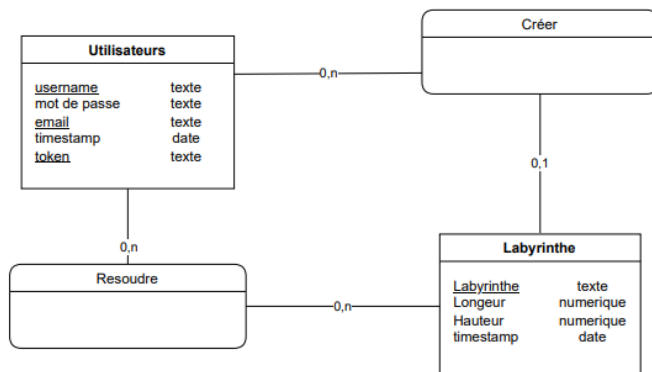 Créer
Utilisateurs
username texte
mot de passe texte
email texte
timestamp date
token texte
0,n
0,1
0,n
Resoudre
0,n
Labyrinthe
Labyrinthe texte
Longeur numerique
Hauteur numerique
timestamp date